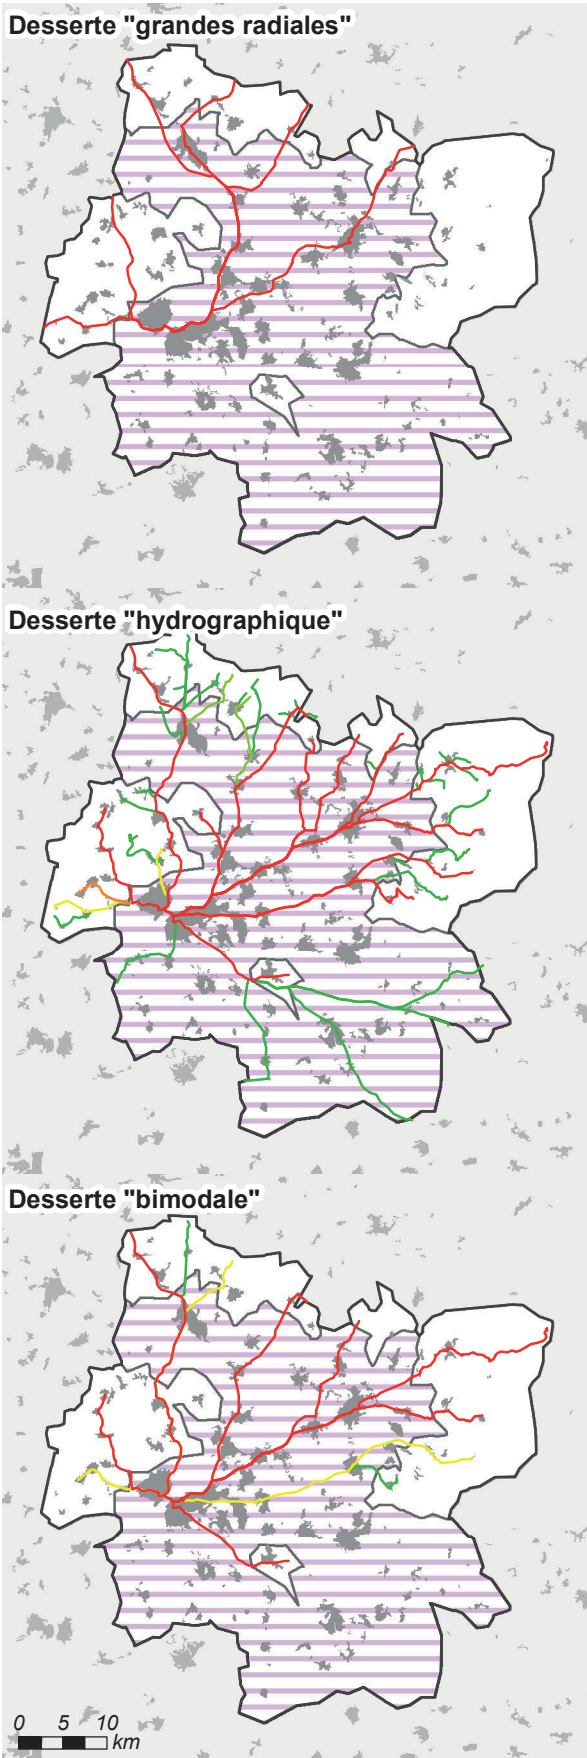 Desserte "grandes radiales"
Desserte "hydrographique"
Desserte "bimodale"
0 5 10
km